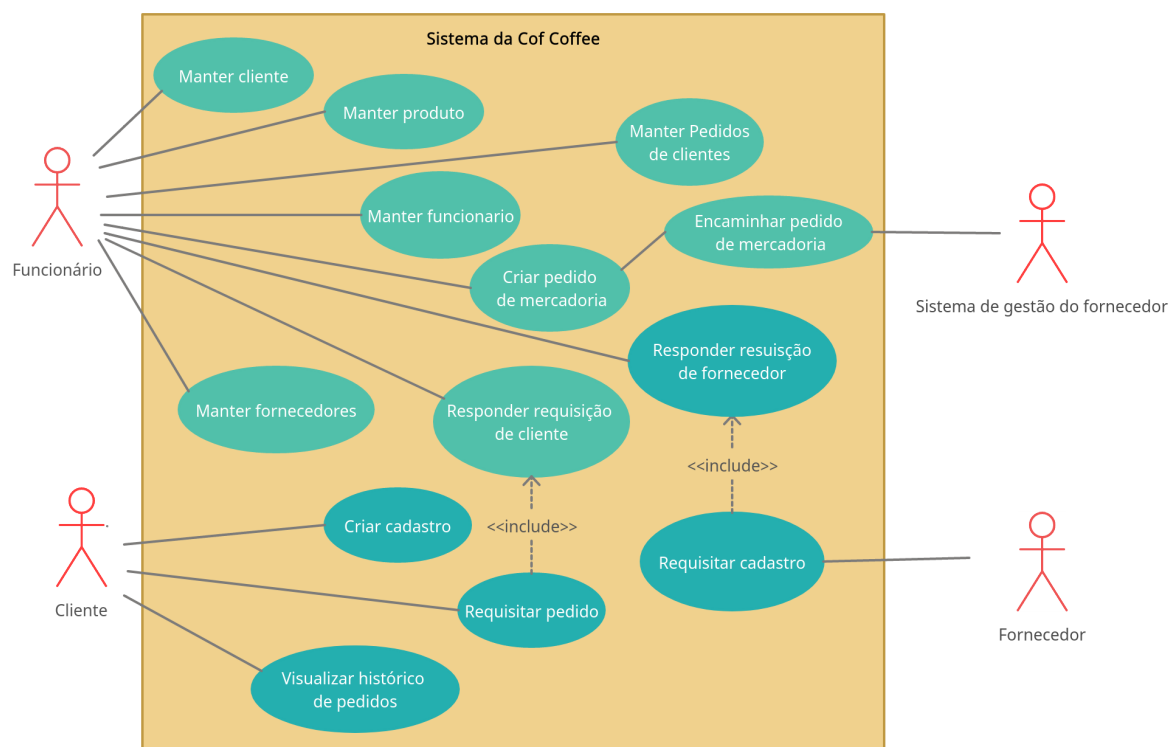 Sistema da Cof Coffee
Manter cliente
Manter produto
Manter Pedidos
de clientes
Manter funcionario
Encaminhar pedido
de mercadoria
Funcionário
Criar pedido
de mercadoria
Sistema de gestão do fornecedor
Responder resuisção
de fornecedor
Manter fornecedores
Responder requisição
de cliente
<<include>>
Criar cadastro
<<include>>
Requisitar cadastro
Cliente
Requisitar pedido
Fornecedor
Visualizar histórico
de pedidos